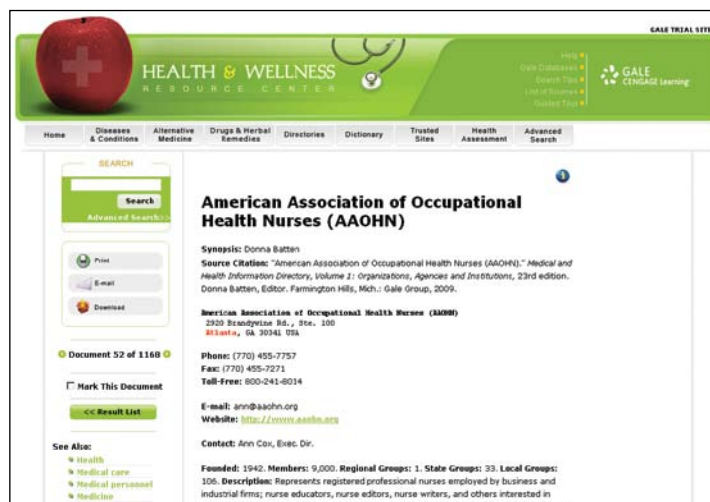 GALE TRIAL SITE
HEALTH & WELLNESS
RESOURCE CENTER
Help
Gale Databases
Search Tips
List of Sources
Guided Tour
GALE
CENGAGE Learning
Home
Diseases
& Conditions
Alternative
Medicine
Drugs & Herbal
Remedies
Directories
Dictionary
Trusted
Sites
Health
Assessment
Advanced
Search
SEARCH
Search
Advanced Search>>
Print
E-mail
Download
Document 52 of 1168
Mark This Document
<< Result List
See Also:
Health
Medical care
Medical personnel
Medicine
American Association of Occupational
Health Nurses (AAOHN)
Synopsis: Donna Batten
Source Citation: "American Association of Occupational Health Nurses (AAOHN)." Medical and
Health Information Directory, Volume 1: Organizations, Agencies and Institutions, 23rd edition.
Donna Batten, Editor. Farmington Hills, Mich.: Gale Group, 2009.
American Association of Occupational Health Nurses (AAOHN)
2920 Brandywine Rd., Ste. 100
Atlanta, GA 30341 USA
Phone: (770) 455-7757
Fax: (770) 455-7271
Toll-Free: 800-241-8014
E-mail: ann@aaohn.org
Website: http://www.aaohn.org
Contact: Ann Cox, Exec. Dir.
Founded: 1942. Members: 9,000. Regional Groups: 1. State Groups: 33. Local Groups:
106. Description: Represents registered professional nurses employed by business and
industrial firms; nurse educators, nurse editors, nurse writers, and others interested in